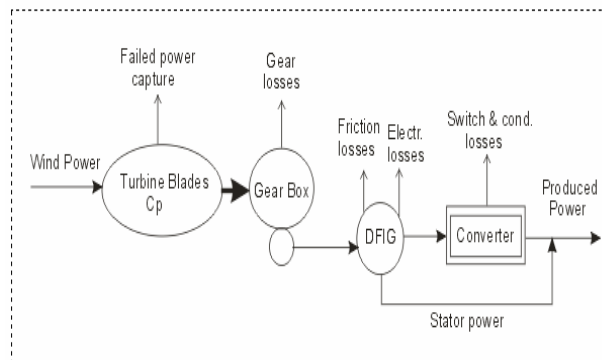 Failed power
capture
Gear
losses
Friction
losses
Electr.
losses
Switch & cond.
losses
Wind Power
Turbine Blades
Cp
Gear Box
DFIG
Converter
Produced
Power
Stator power